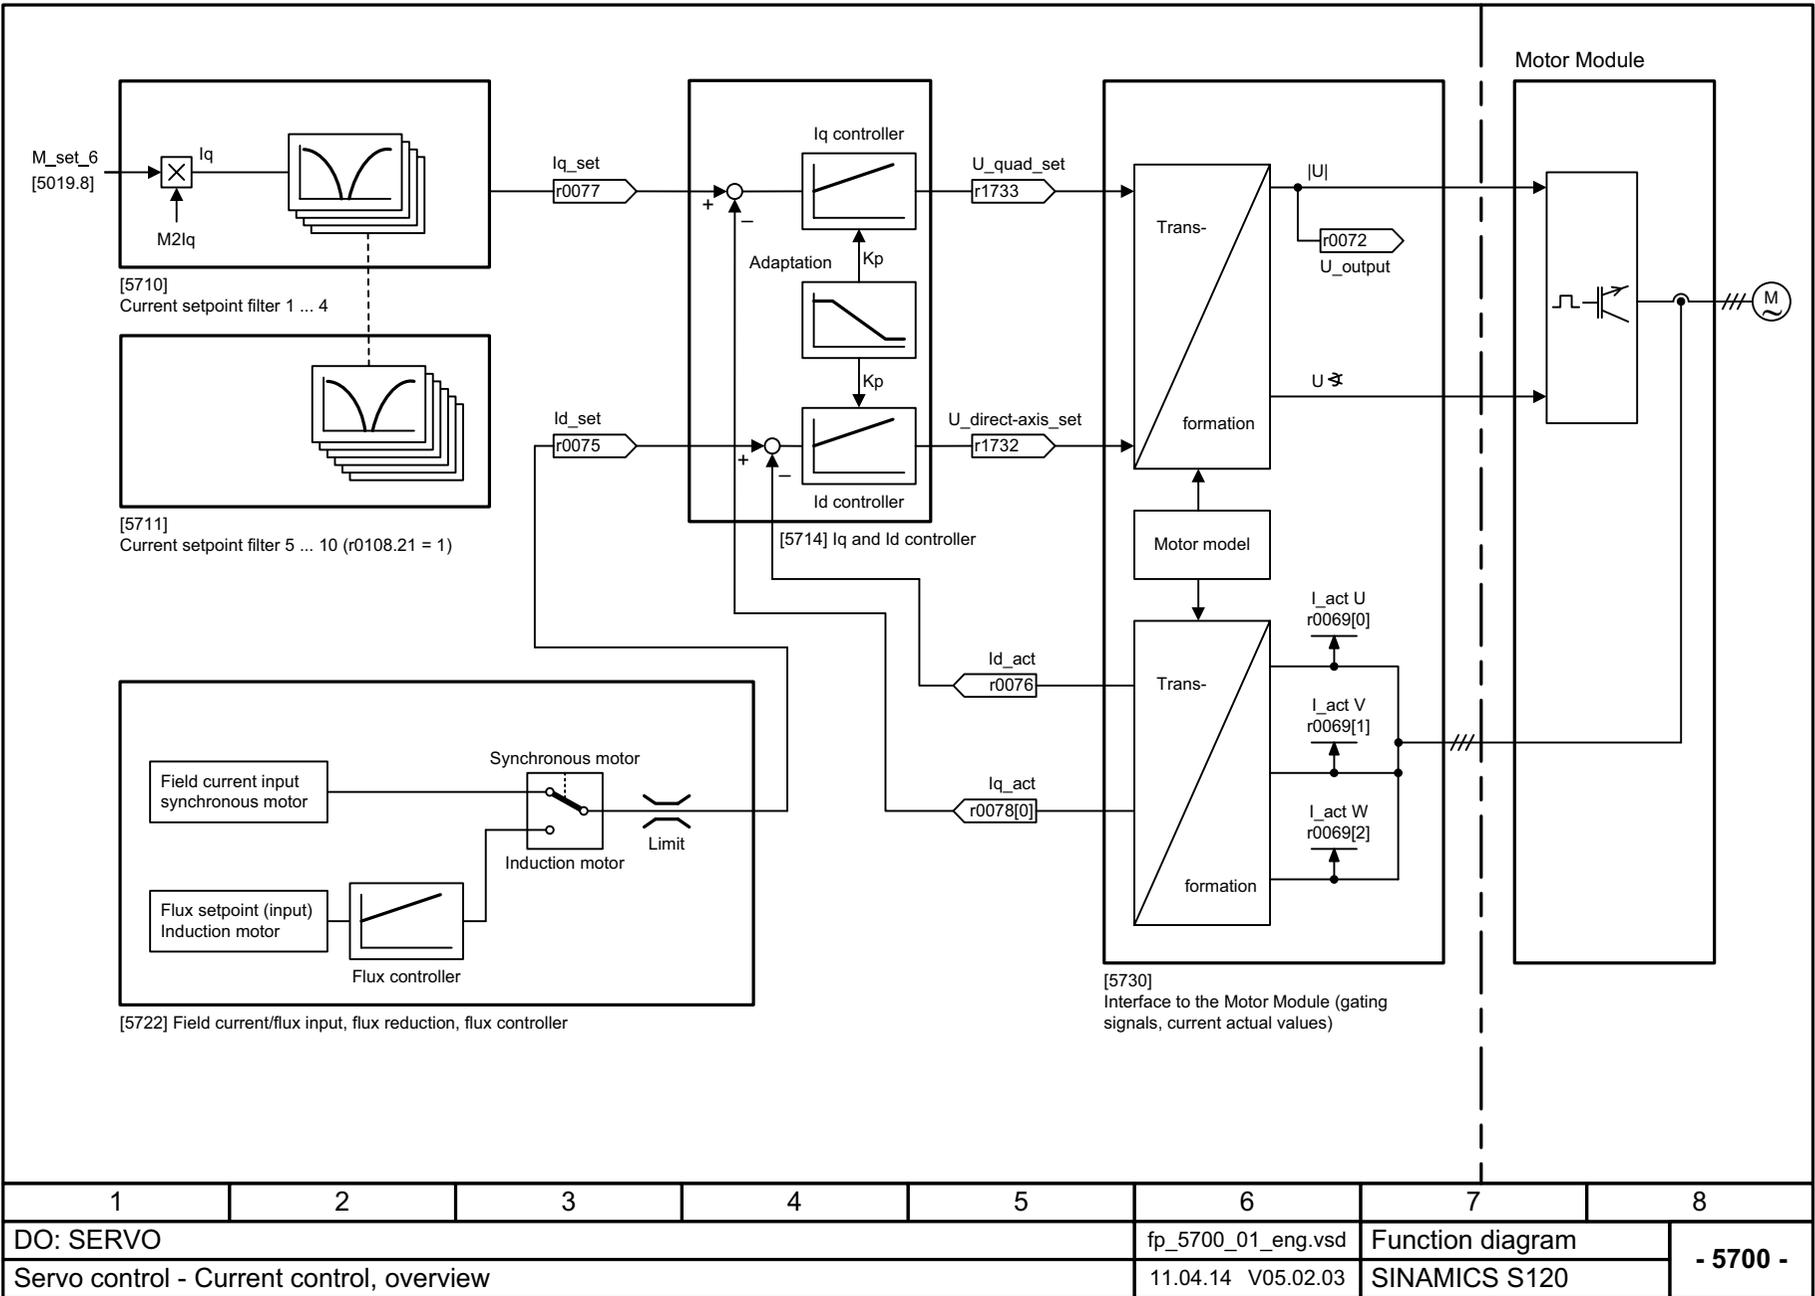 Motor Module
M_set_6
[5019.8]
Iq
M2Iq
[5710]
Current setpoint filter 1 ... 4
[5711]
Current setpoint filter 5 ... 10 (r0108.21 = 1)
Iq_set
r0077
+
–
Iq controller
Kp
Adaptation
Kp
Id_set
r0075
+
–
Id controller
[5714] Iq and Id controller
U_quad_set
r1733
U_direct-axis_set
r1732
Trans-
formation
|U|
r0072
U_output
U
M
~
Motor model
I_act U
r0069[0]
I_act V
r0069[1]
I_act W
r0069[2]
Trans-
formation
Id_act
r0076
Iq_act
r0078[0]
[5730]
Interface to the Motor Module (gating
signals, current actual values)
Field current input
synchronous motor
Synchronous motor
Induction motor
Limit
Flux setpoint (input)
Induction motor
Flux controller
[5722] Field current/flux input, flux reduction, flux controller
1 2 3 4 5 6 7 8
DO: SERVO
fp_5700_01_eng.vsd
Function diagram
- 5700 -
Servo control - Current control, overview
11.04.14 V05.02.03
SINAMICS S120